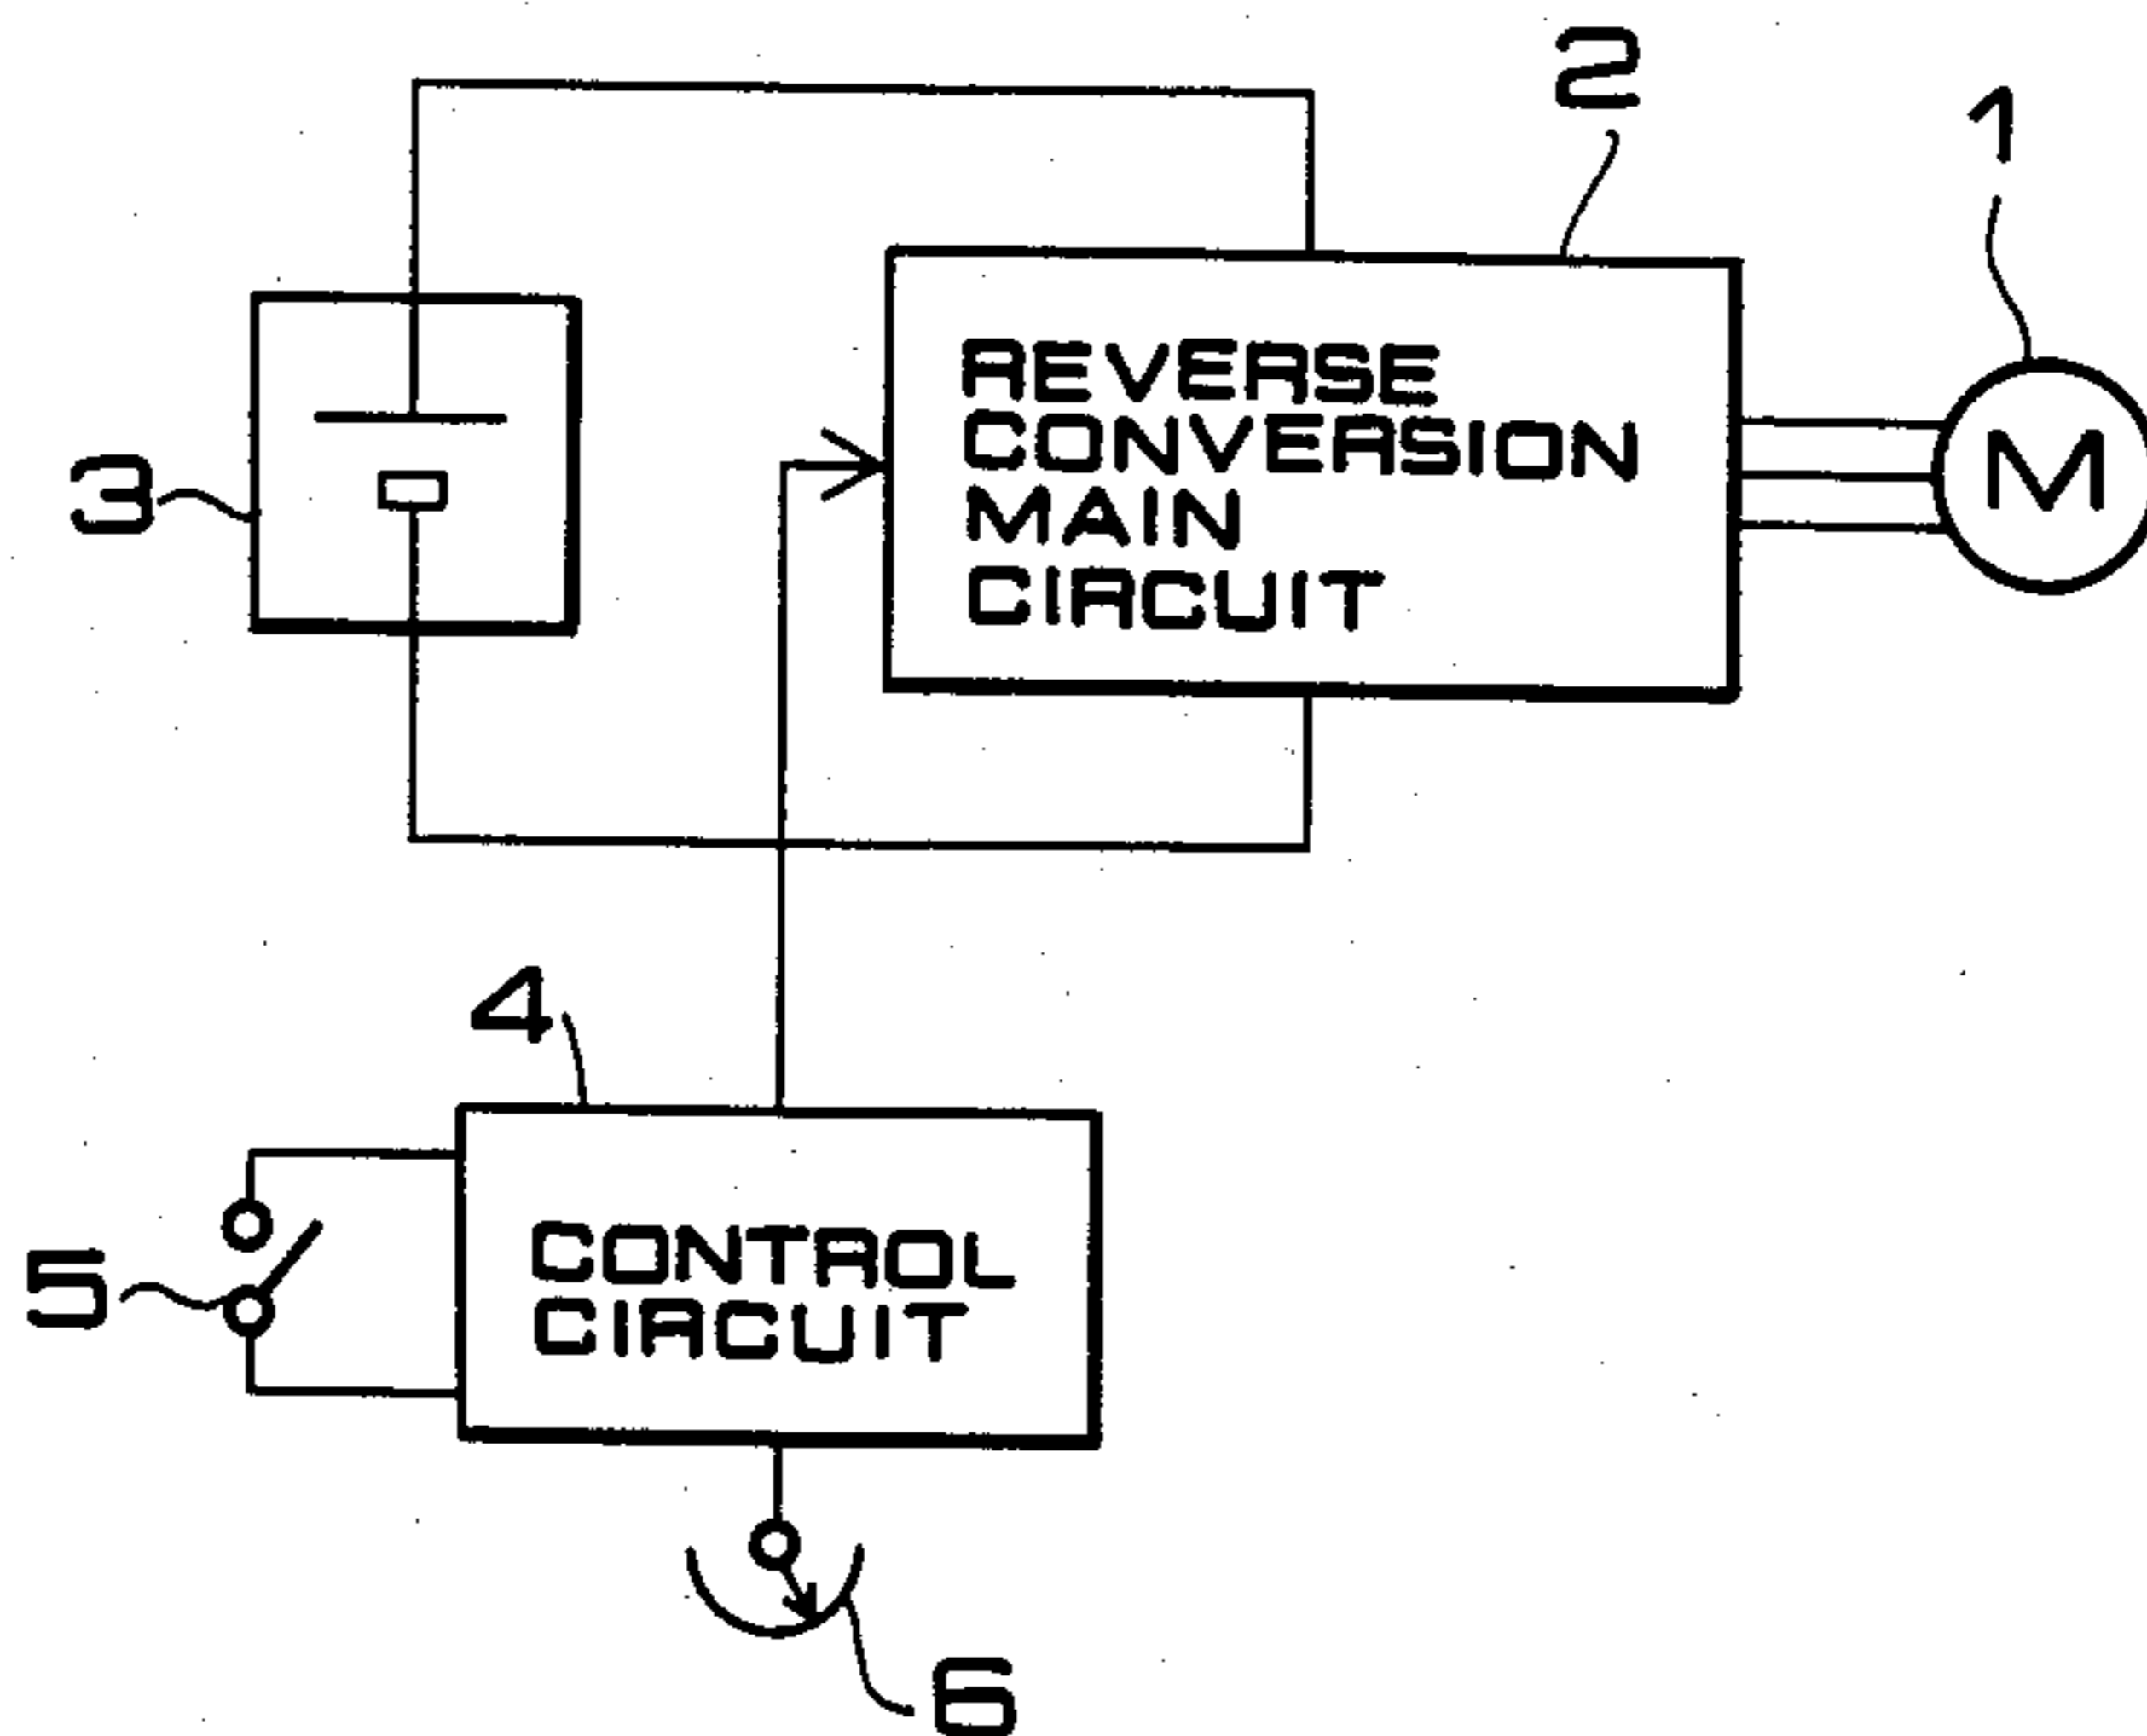 2
1
REVERSE
CONVERSION
MAIN
CIRCUIT
M
3
4
CONTROL
CIRCUIT
5
6